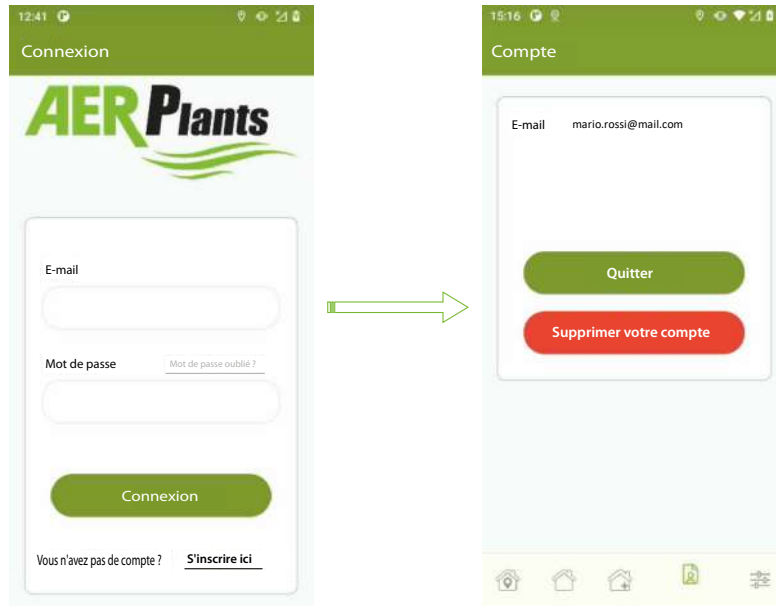 12:41
Connexion
AER Plants
E-mail
Mot de passe
Mot de passe oublié ?
Connexion
Vous n'avez pas de compte ?
S'inscrire ici
15:16
Compte
E-mail
mario.rossi@mail.com
Quitter
Supprimer votre compte